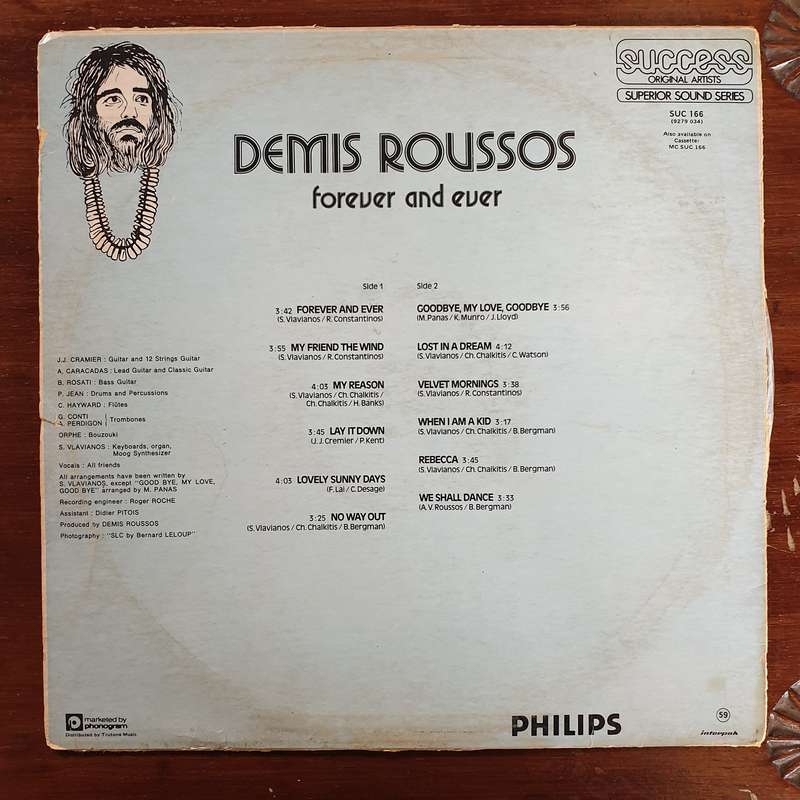 success
ORIGINAL ARTISTS
SUPERIOR SOUND SERIES
SUC 166
(9279 034)
Also available on
Cassette:
MC SUC 166
DEMIS ROUSSOS
forever and ever
Side 1
3:42 FOREVER AND EVER
(S. Vlavianos / R. Constantinos)
3:55 MY FRIEND THE WIND
(S. Vlavianos / R. Constantinos)
4:03 MY REASON
(S. Vlavianos / Ch. Chalkitis /
Ch. Chalkitis / H. Banks)
3:45 LAY IT DOWN
(J. J. Cremier / P. Kent)
4:03 LOVELY SUNNY DAYS
(F. Lai / C. Desage)
3:25 NO WAY OUT
(S. Vlavianos / Ch. Chalkitis / B. Bergman)
Side 2
GOODBYE, MY LOVE, GOODBYE 3:56
(M. Panas / K. Munro / J. Lloyd)
LOST IN A DREAM 4:12
(S. Vlavianos / Ch. Chalkitis / C. Watson)
VELVET MORNINGS 3:38
(S. Vlavianos / R. Constantinos)
WHEN I AM A KID 3:17
(S. Vlavianos / Ch. Chalkitis / B. Bergman)
REBECCA 3:45
(S. Vlavianos / Ch. Chalkitis / B. Bergman)
WE SHALL DANCE 3:33
(A. V. Roussos / B. Bergman)
J.J. CRAMIER : Guitar and 12 Strings Guitar
A. CARACADAS : Lead Guitar and Classic Guitar
B. ROSATI : Bass Guitar
P. JEAN : Drums and Percussions
C. HAYWARD : Flûtes
G. CONTI
A. PERDIGON : Trombones
ORPHE : Bouzouki
S. VLAVIANOS : Keyboards, organ,
Moog Synthesizer
Vocals : All friends
All arrangements have been written by
S. VLAVIANOS, except "GOOD BYE, MY LOVE,
GOOD BYE" arranged by M. PANAS
Recording engineer : Roger ROCHE
Assistant : Didier PITOIS
Produced by DEMIS ROUSSOS
Photography : "SLC by Bernard LELOUP"
marketed by
phonogram
Distributed by Trutone Music
PHILIPS
59
interpak